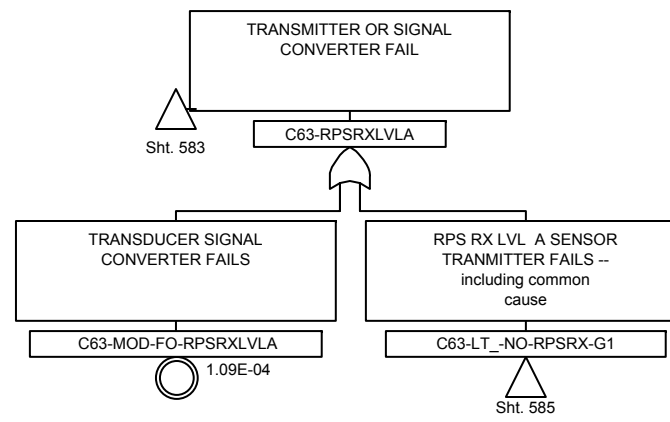 TRANSMITTER OR SIGNAL
CONVERTER FAIL
Sht. 583
C63-RPSRXLVLA
TRANSDUCER SIGNAL
CONVERTER FAILS
C63-MOD-FO-RPSRXLVLA
1.09E-04
RPS RX LVL  A SENSOR
TRANMITTER FAILS --
including common
cause
C63-LT_-NO-RPSRX-G1
Sht. 585